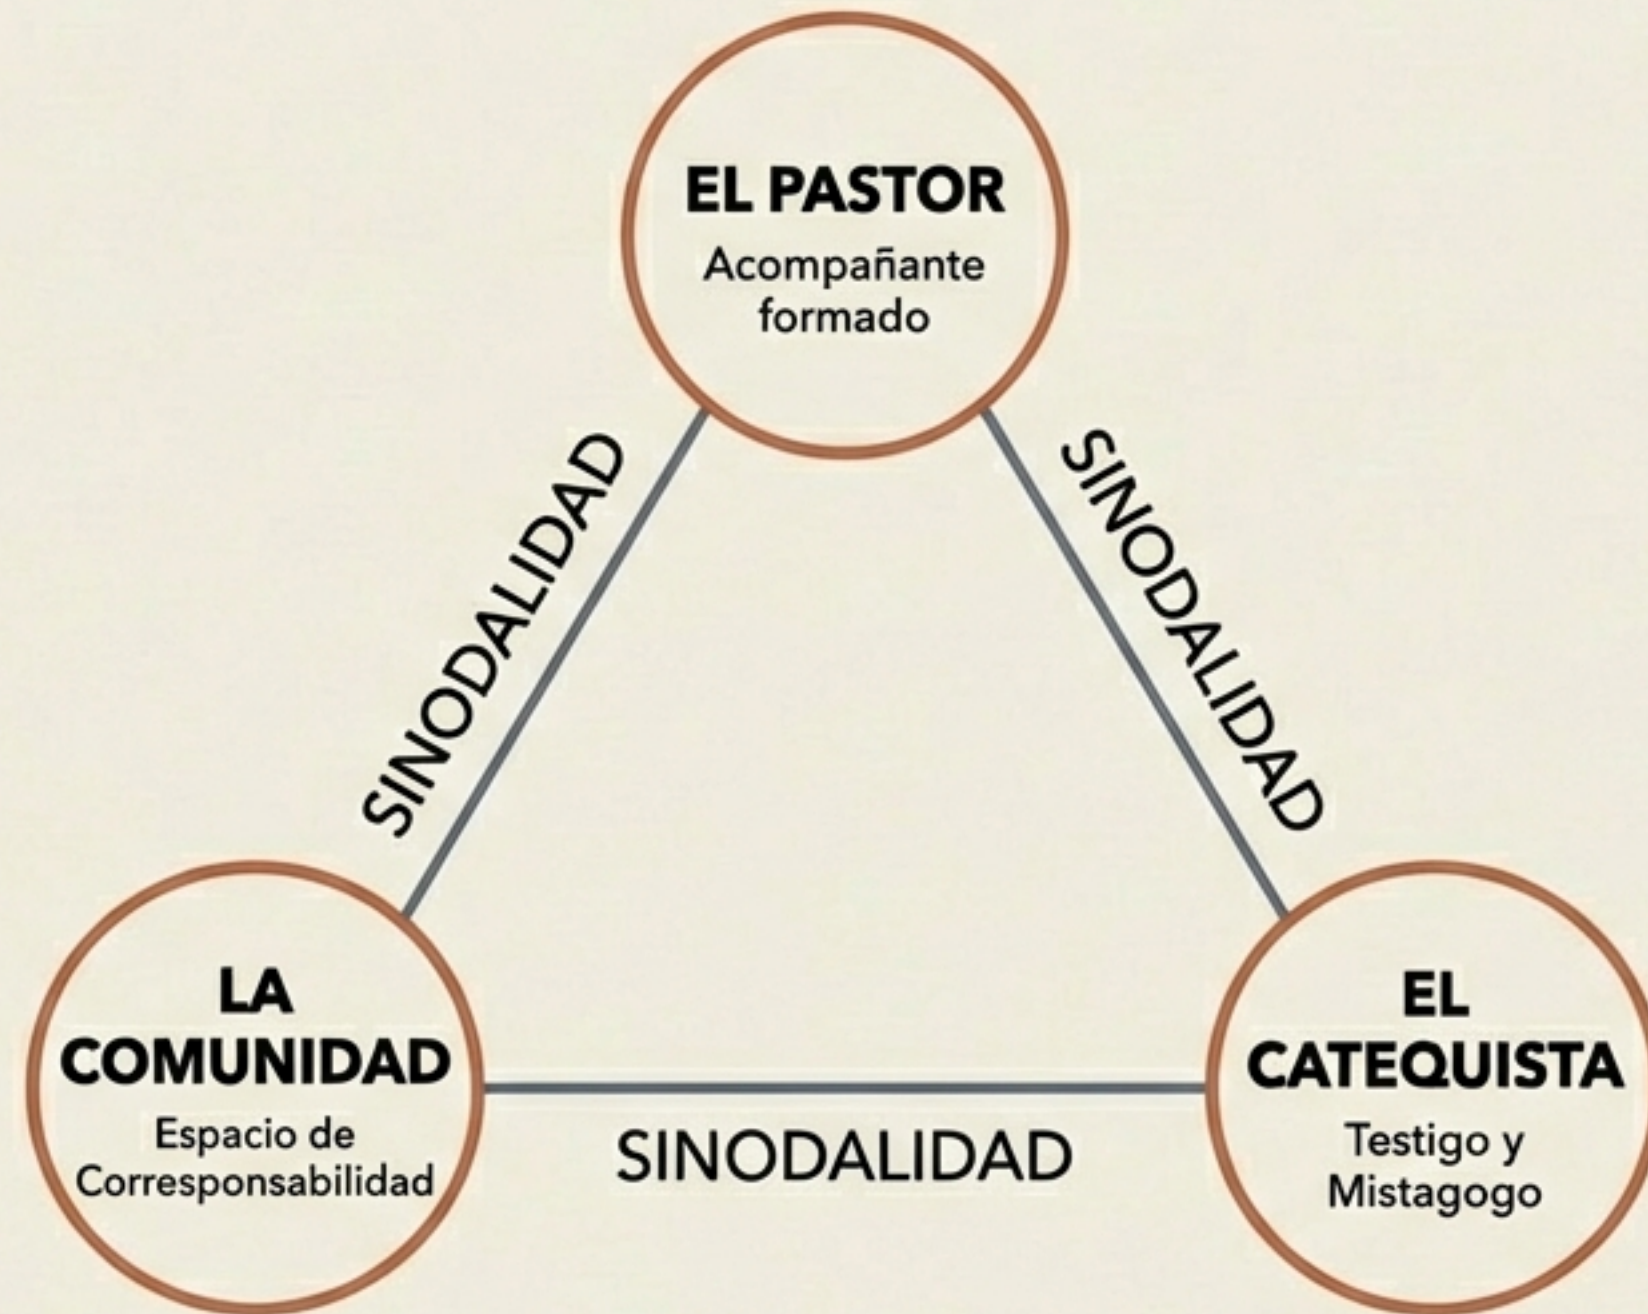 EL PASTOR
Acompañante
formado
SINODALIDAD
SINODALIDAD
LA
COMUNIDAD
Espacio de
Corresponsabilidad
SINODALIDAD
EL
CATEQUISTA
Testigo y
Mistagogo